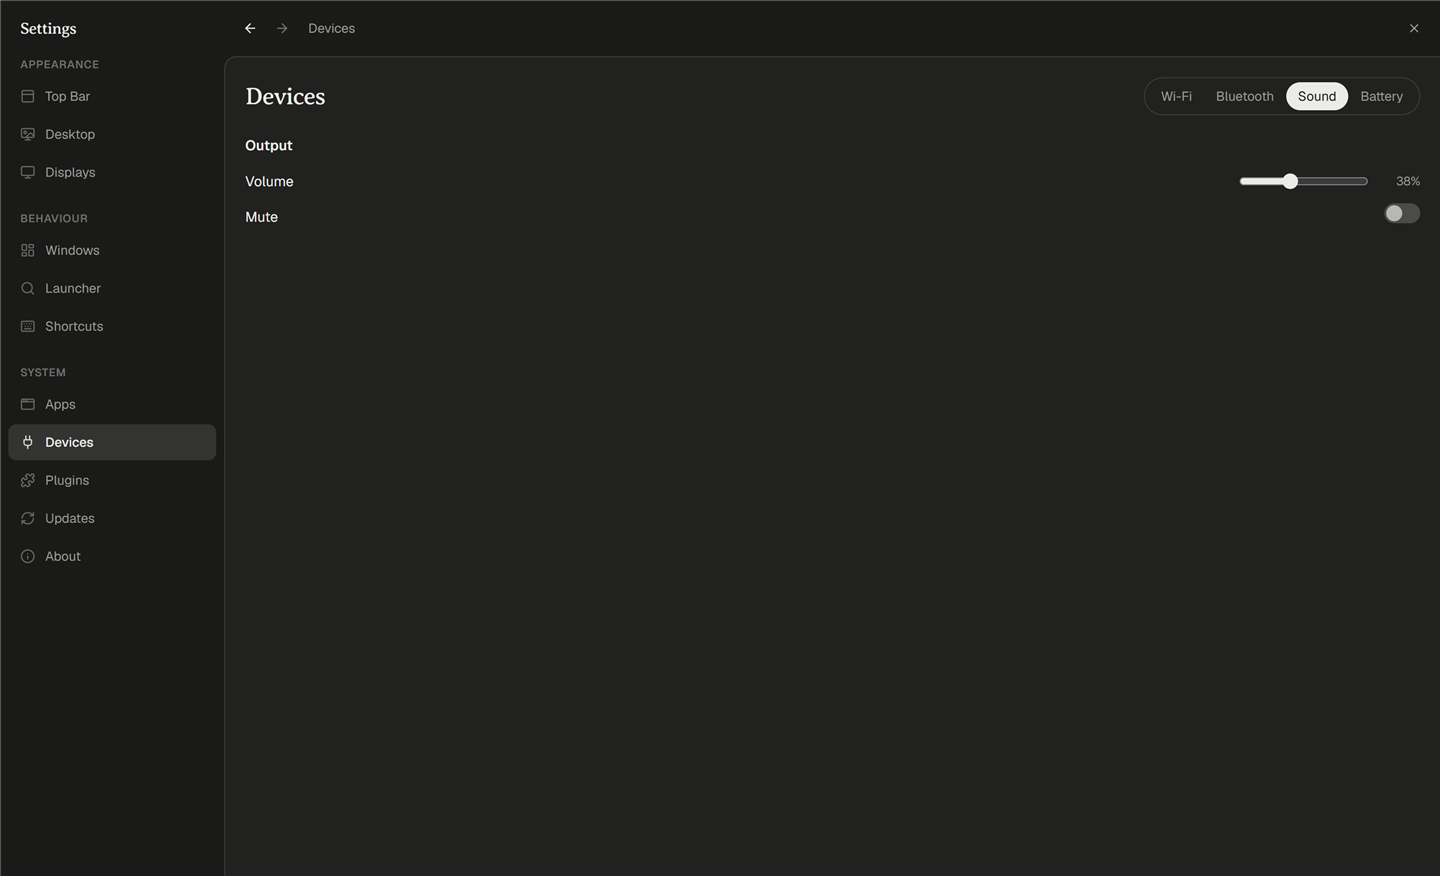 Settings
Devices
APPEARANCE
Top Bar
Desktop
Displays
BEHAVIOUR
Windows
Launcher
Shortcuts
SYSTEM
Apps
Devices
Plugins
Updates
About
Devices
Wi-Fi Bluetooth Sound Battery
Output
Volume 38%
Mute